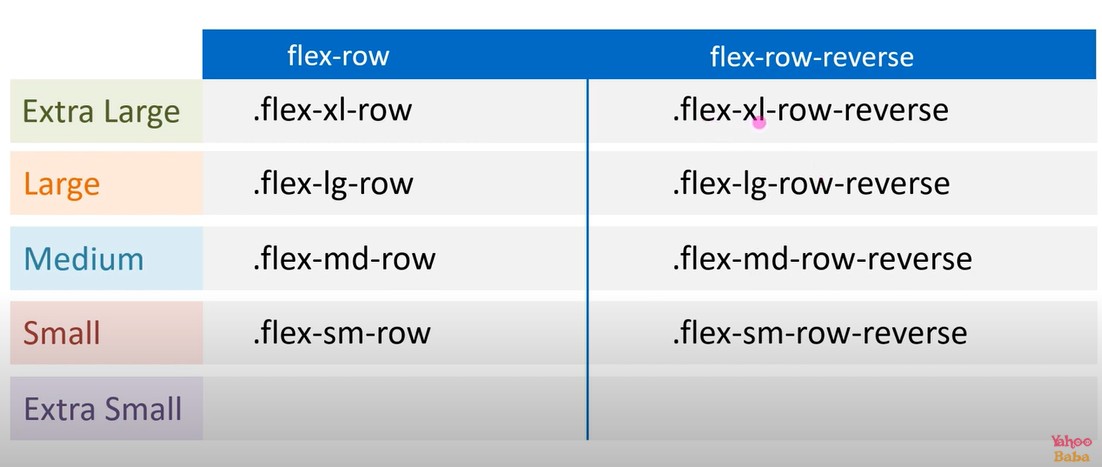 flex-row flex-row-reverse
Extra Large .flex-xl-row .flex-xl-row-reverse
Large .flex-lg-row .flex-lg-row-reverse
Medium .flex-md-row .flex-md-row-reverse
Small .flex-sm-row .flex-sm-row-reverse
Extra Small
Yahoo
Baba